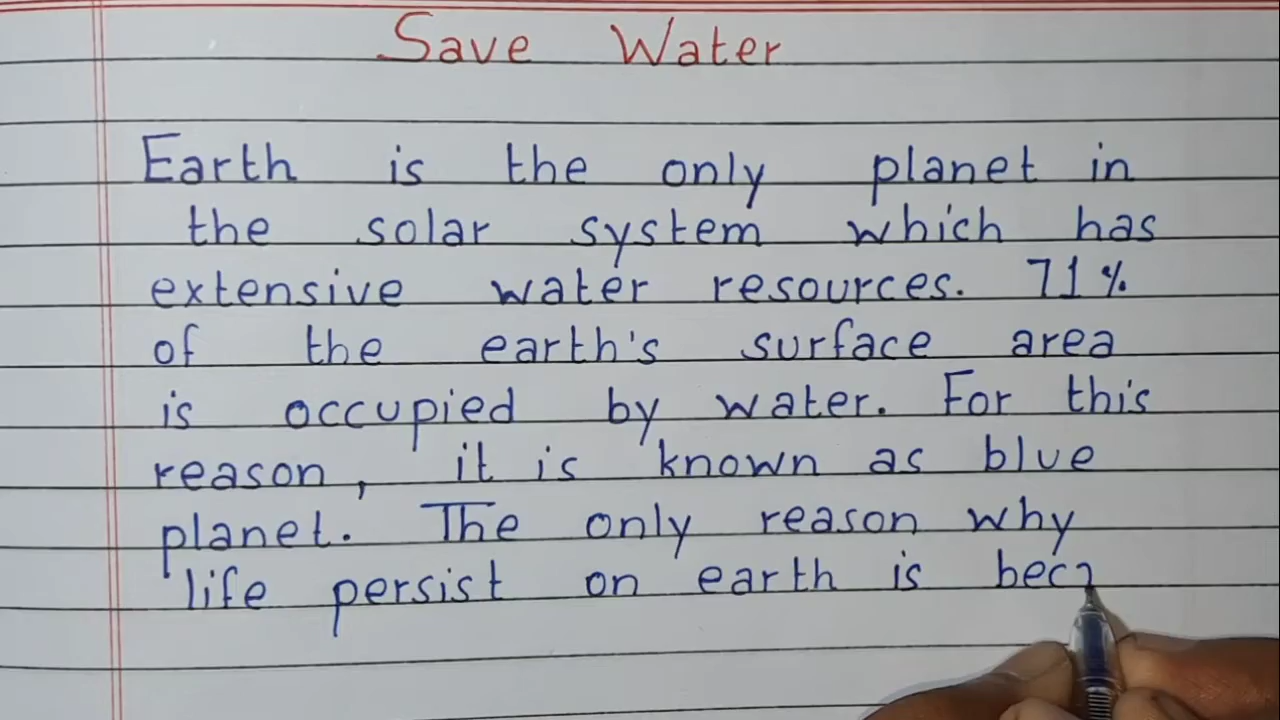 Save Water
Earth is the only planet in
the solar system which has
extensive water resources. 71%
of the earth's surface area
is occupied by water. For this
reason, it is known as blue
planet. The only reason why
life persist on earth is bec